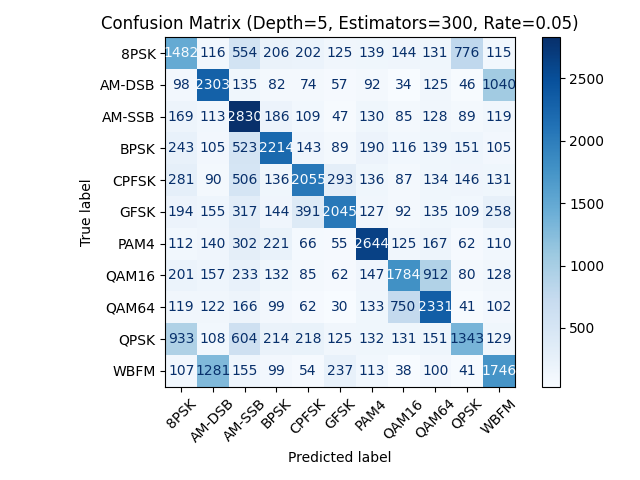 Confusion Matrix (Depth=5, Estimators=300, Rate=0.05)
8PSK 1482 116 554 206 202 125 139 144 131 776 115
AM-DSB 98 2303 135 82 74 57 92 34 125 46 1040
AM-SSB 169 113 2830 186 109 47 130 85 128 89 119
BPSK 243 105 523 2214 143 89 190 116 139 151 105
CPFSK 281 90 506 136 2055 293 136 87 134 146 131
GFSK 194 155 317 144 391 2045 127 92 135 109 258
PAM4 112 140 302 221 66 55 2644 125 167 62 110
QAM16 201 157 233 132 85 62 147 1784 912 80 128
QAM64 119 122 166 99 62 30 133 750 2331 41 102
QPSK 933 108 604 214 218 125 132 131 151 1343 129
WBFM 107 1281 155 99 54 237 113 38 100 41 1746
8PSK AM-DSB AM-SSB BPSK CPFSK GFSK PAM4 QAM16 QAM64 QPSK WBFM
Predicted label
True label
2500
2000
1500
1000
500